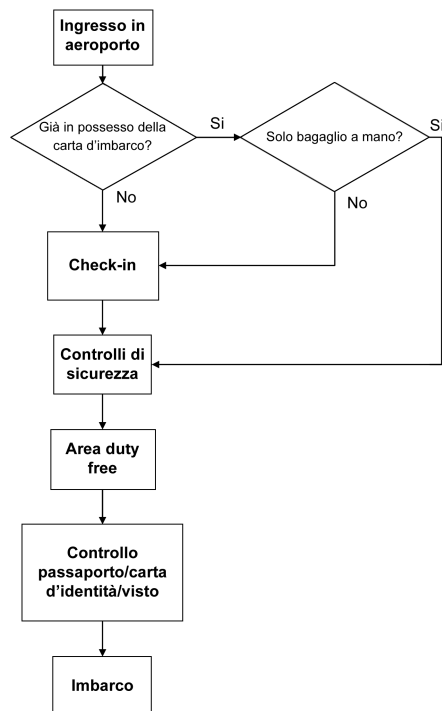 Ingresso in
aeroporto
Già in possesso della
carta d'imbarco?
Si
Solo bagaglio a mano?
Si
No
No
Check-in
Controlli di
sicurezza
Area duty
free
Controllo
passaporto/carta
d'identità/visto
Imbarco